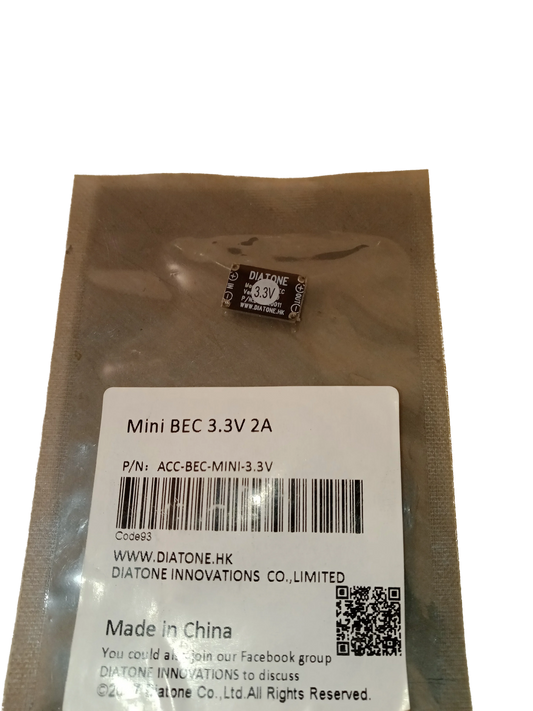 DIATONE
3.3V
IN
OUT
WWW.DIATONE.HK
Mini BEC 3.3V 2A
P/N: ACC-BEC-MINI-3.3V
Code93
WWW.DIATONE.HK
DIATONE INNOVATIONS CO.,LIMITED
Made in China
You could also join our Facebook group
DIATONE INNOVATIONS to discuss
Diatone Co.,Ltd.All Rights Reserved.